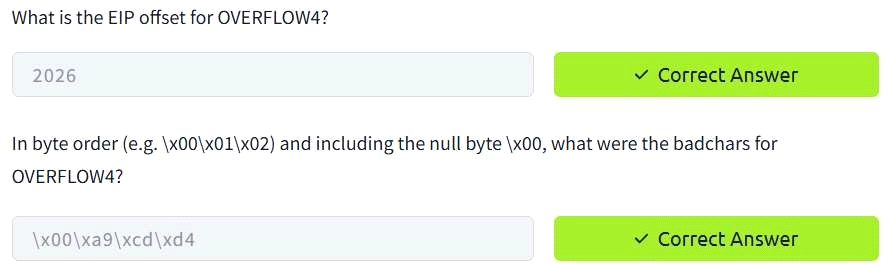 What is the EIP offset for OVERFLOW4?
2026
✓ Correct Answer
In byte order (e.g. \x00\x01\x02) and including the null byte \x00, what were the badchars for
OVERFLOW4?
\x00\xa9\xcd\xd4
✓ Correct Answer